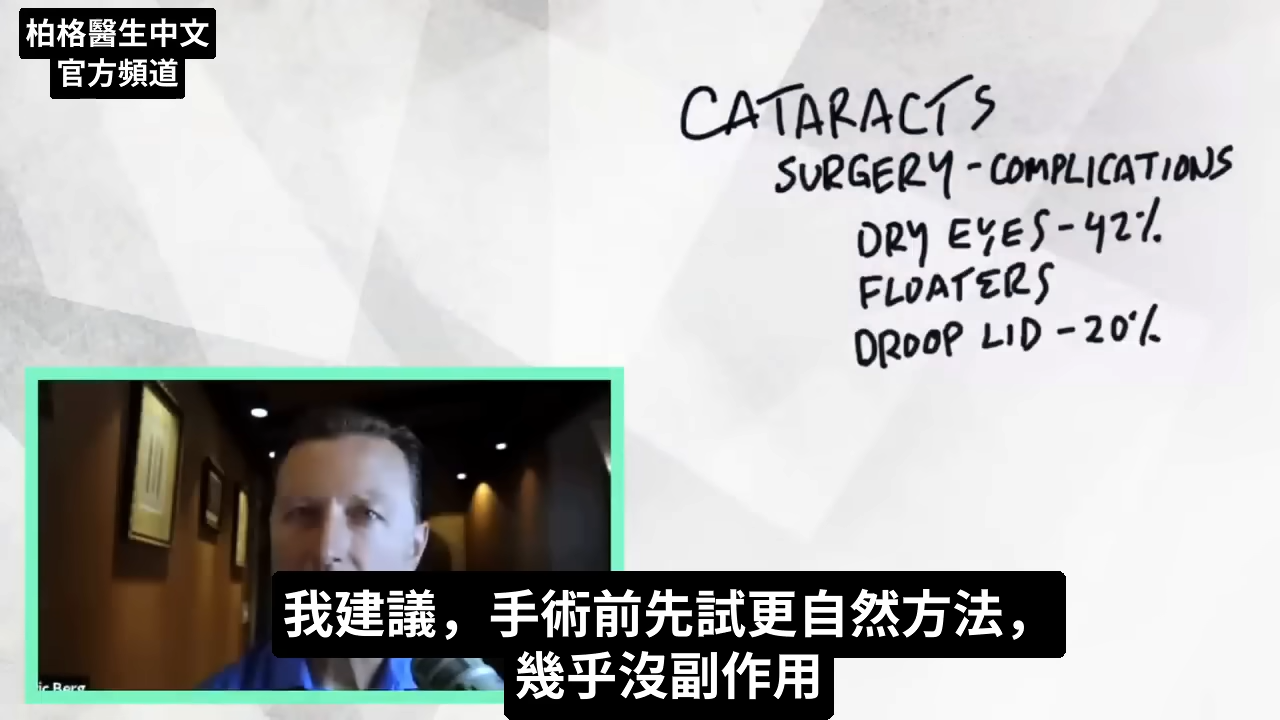 柏格醫生中文
官方頻道
CATARACTS
SURGERY - COMPLICATIONS
DRY EYES - 42%
FLOATERS
DROOP LID - 20%
ic Berg
我建議，手術前先試更自然方法，
幾乎沒副作用